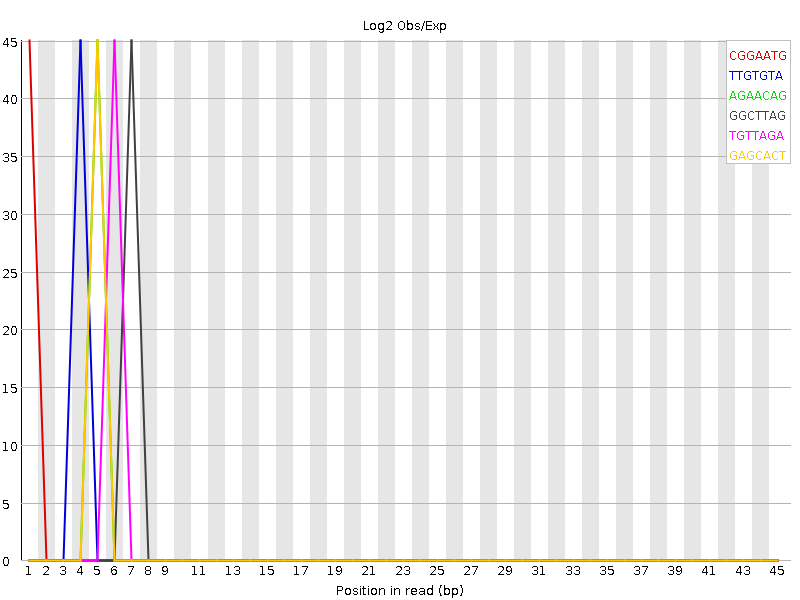 Log2 Obs/Exp
45
40
35
30
25
20
15
10
5
0
CGGAATG
TTGTGTA
AGAACAG
GGCTTAG
TGTTAGA
GAGCACT
1 2 3 4 5 6 7 8 9 11 13 15 17 19 21 23 25 27 29 31 33 35 37 39 41 43 45
Position in read (bp)